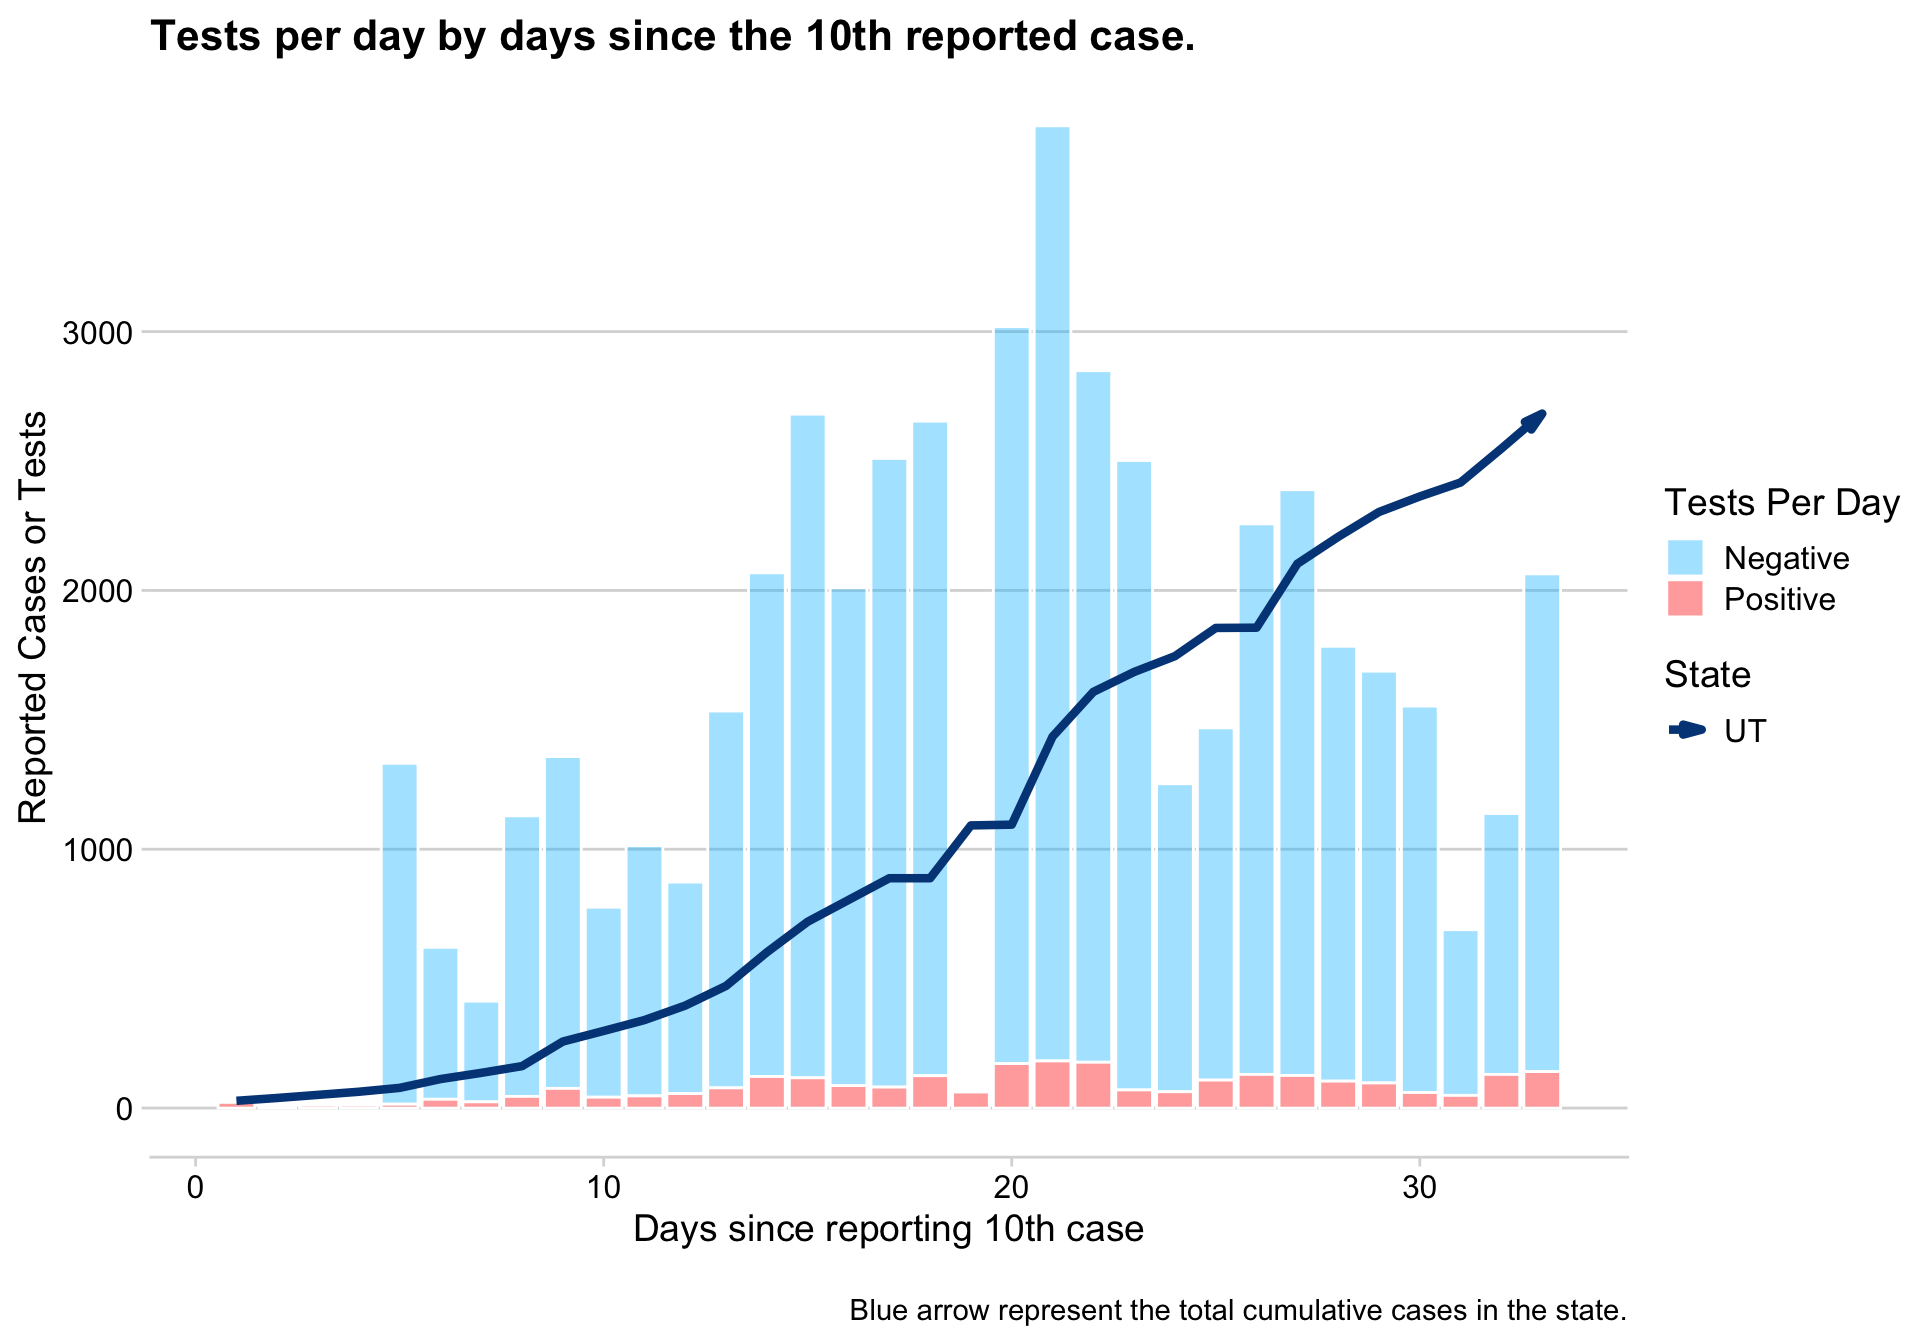 Tests per day by days since the 10th reported case.
Reported Cases or Tests
3000
2000
1000
0
0
10
20
30
Days since reporting 10th case
Tests Per Day
Negative
Positive
State
UT
Blue arrow represent the total cumulative cases in the state.